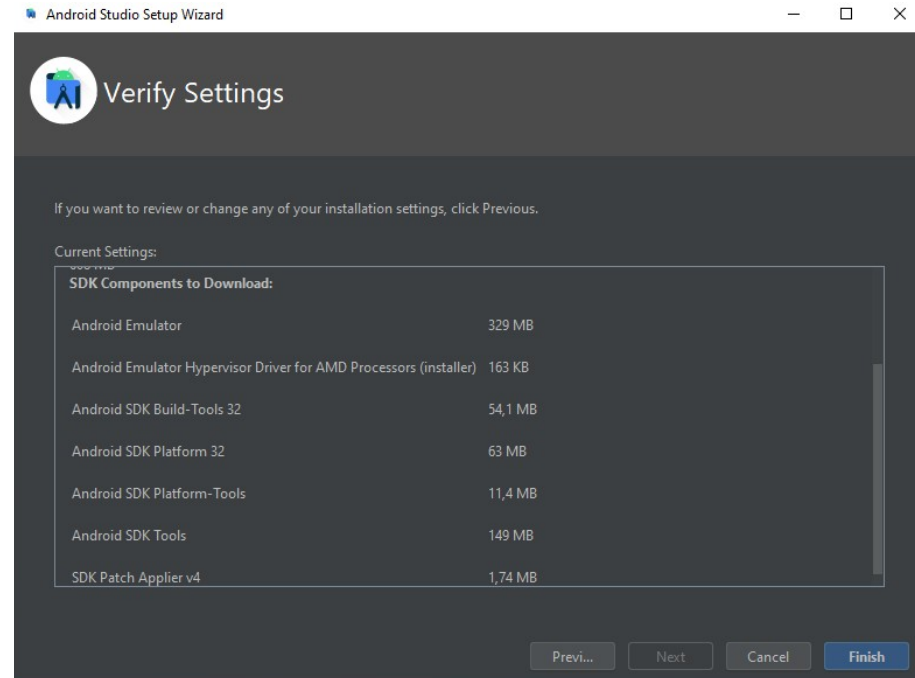 Android Studio Setup Wizard
Verify Settings
If you want to review or change any of your installation settings, click Previous.
Current Settings:
SDK Components to Download:
Android Emulator 329 MB
Android Emulator Hypervisor Driver for AMD Processors (installer) 163 KB
Android SDK Build-Tools 32 54,1 MB
Android SDK Platform 32 63 MB
Android SDK Platform-Tools 11,4 MB
Android SDK Tools 149 MB
SDK Patch Applier v4 1,74 MB
Previ... Next Cancel Finish